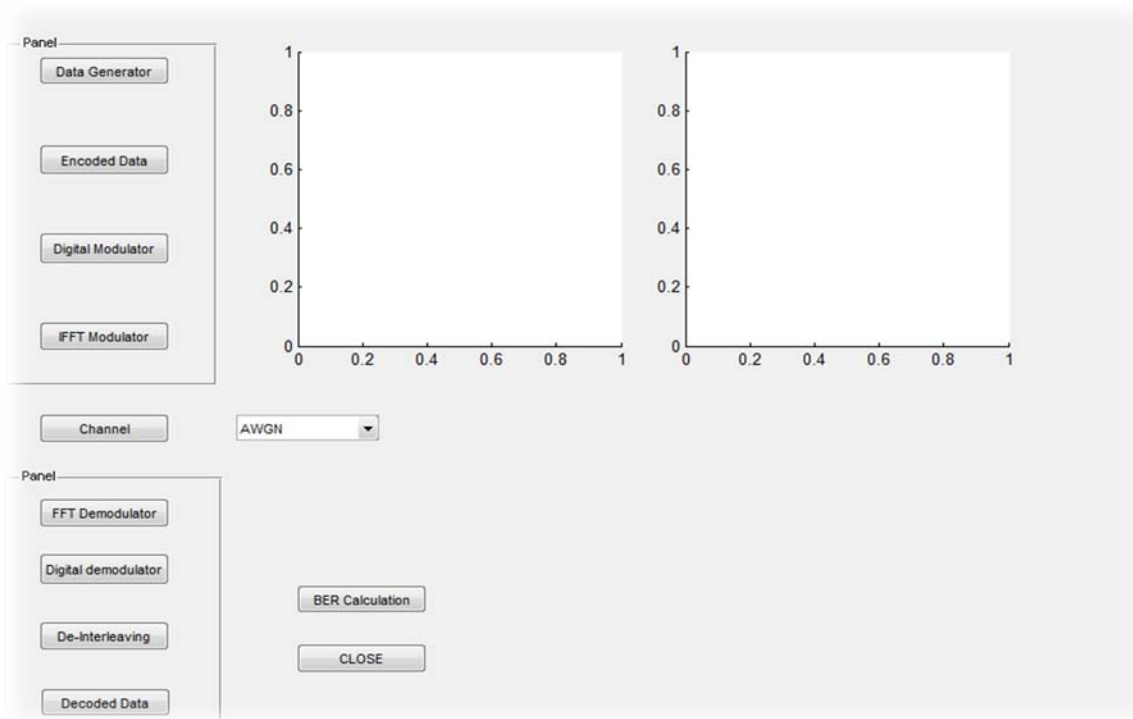 Panel
Data Generator
Encoded Data
Digital Modulator
IFFT Modulator
1
0.8
0.6
0.4
0.2
0
0 0.2 0.4 0.6 0.8 1
1
0.8
0.6
0.4
0.2
0
0 0.2 0.4 0.6 0.8 1
Channel
AWGN
Panel
FFT Demodulator
Digital demodulator
De-Interleaving
Decoded Data
BER Calculation
CLOSE